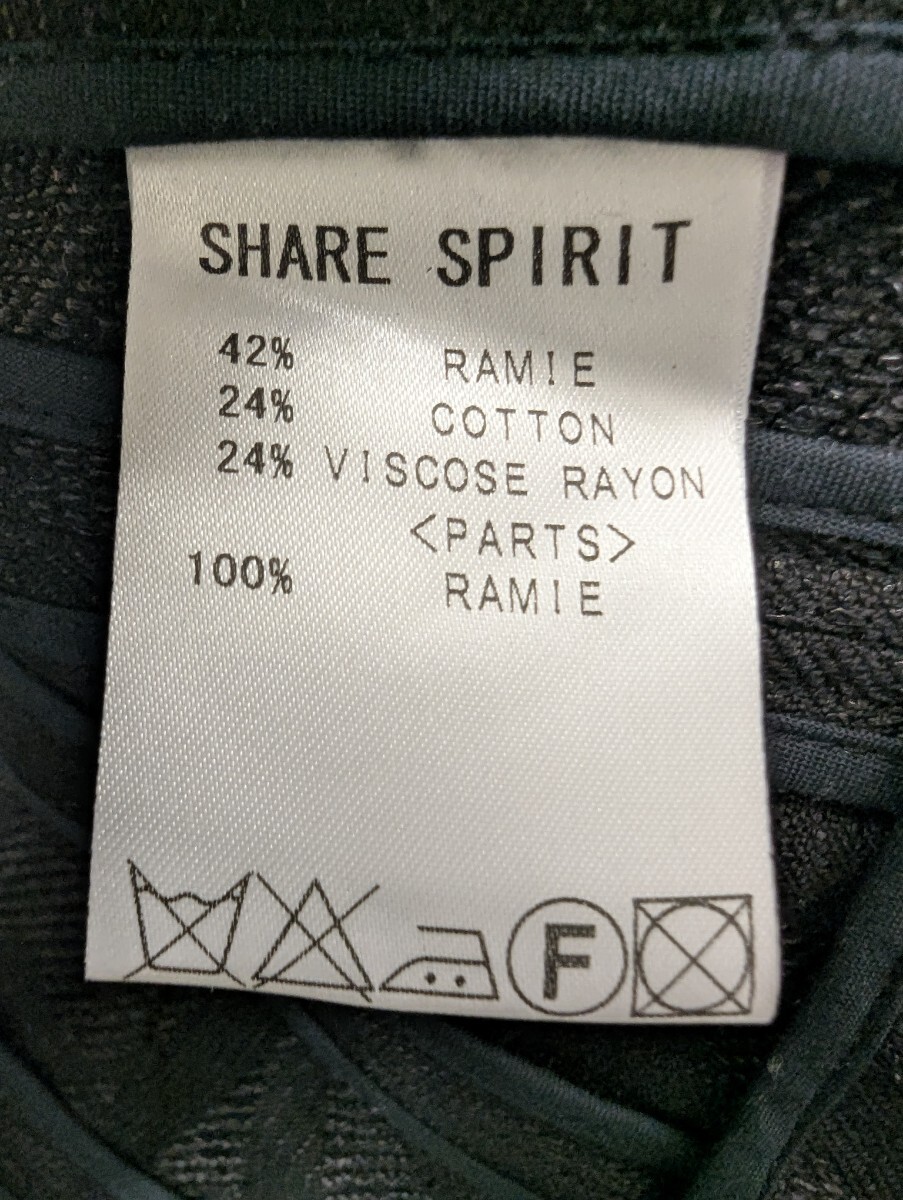 SHARE SPIRIT
42% RAMIE
24% COTTON
24% VISCOSE RAYON
<PARTS>
100% RAMIE
F